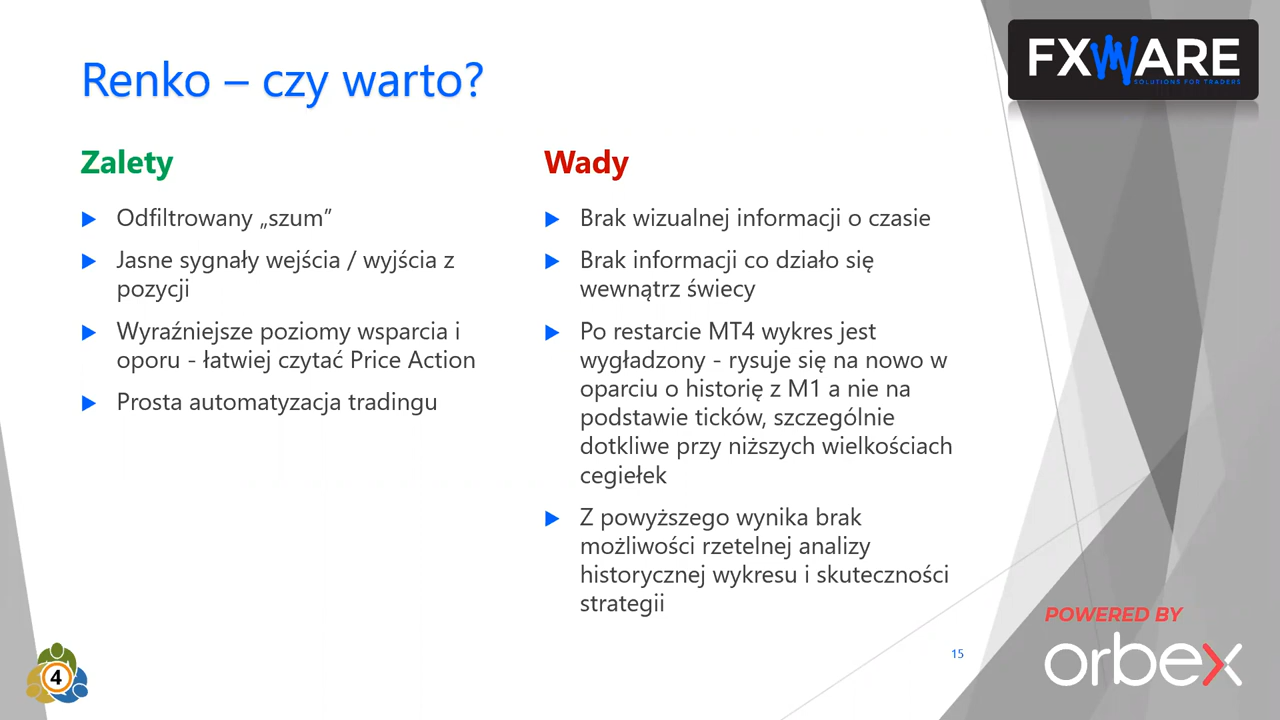 Renko – czy warto?
FXWARE
SOLUTIONS FOR TRADERS
Zalety
Odfiltrowany „szum”
Jasne sygnały wejścia / wyjścia z
pozycji
Wyraźniejsze poziomy wsparcia i
oporu - łatwiej czytać Price Action
Prosta automatyzacja tradingu
Wady
Brak wizualnej informacji o czasie
Brak informacji co działo się
wewnątrz świecy
Po restarcie MT4 wykres jest
wygładzony - rysuje się na nowo w
oparciu o historię z M1 a nie na
podstawie ticków, szczególnie
dotkliwe przy niższych wielkościach
cegiełek
Z powyższego wynika brak
możliwości rzetelnej analizy
historycznej wykresu i skuteczności
strategii
4
15
POWERED BY
orbex